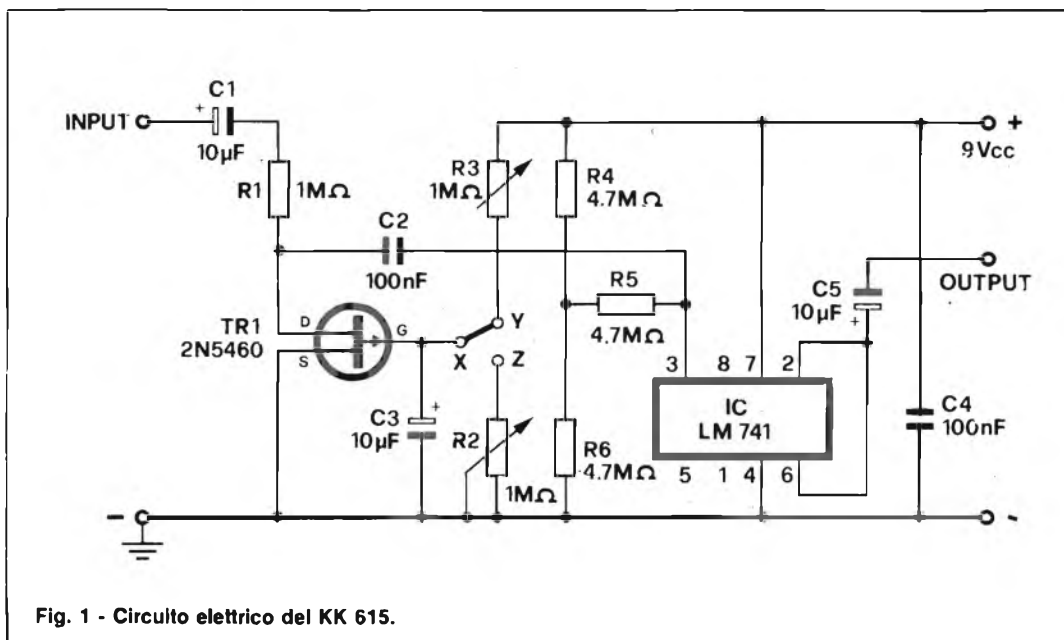 C1
+
INPUT
10µF
R1
1MΩ
C2
100nF
R3
1MΩ
R4
4.7MΩ
+
9Vcc
R5
4.7MΩ
C5
10µF
+
OUTPUT
TR1
2N5460
D
S
G
X
Y
Z
C3
+
10µF
R2
1MΩ
R6
4.7MΩ
3 8 7 2
IC
LM 741
5 1 4 6
C4
100nF
-
-
Fig. 1 - Circuito elettrico del KK 615.